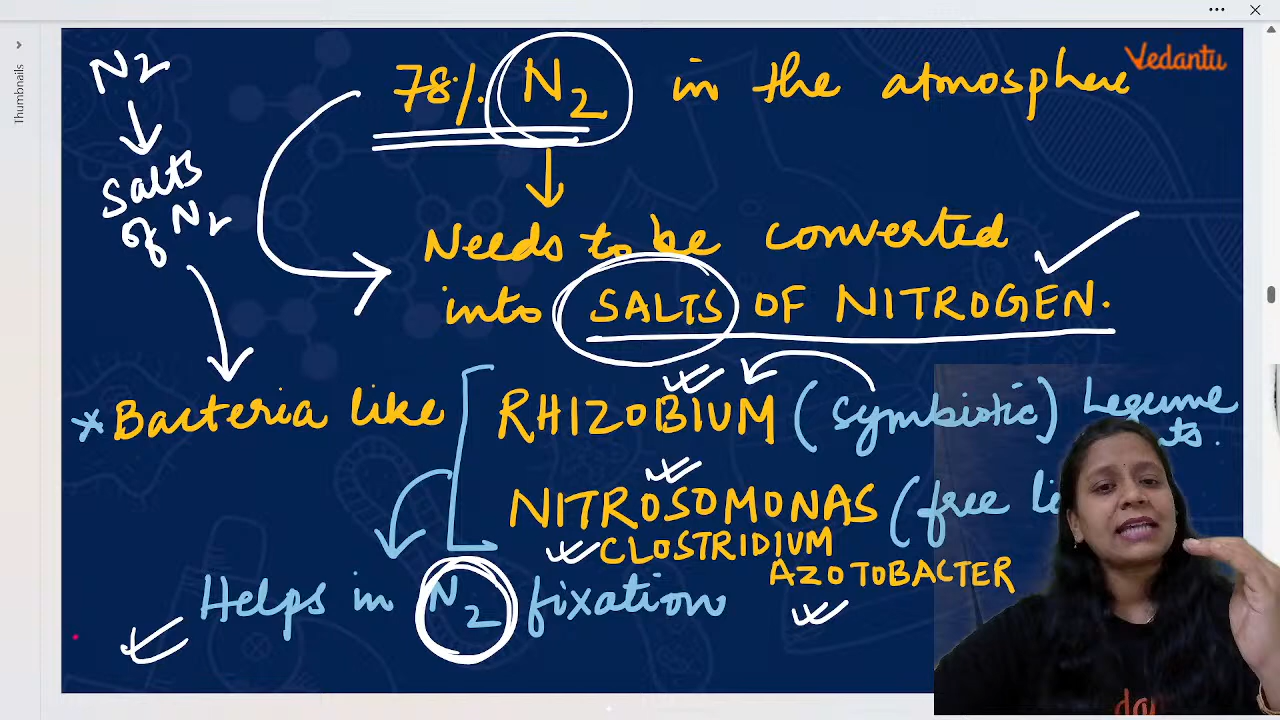 Thumbnails
Vedantu
N2
Salts
of N2
78% N2 in the atmosphere
Needs to be converted
into SALTS OF NITROGEN.
* Bacteria like RHIZOBIUM (symbiotic) Legume
NITROSOMONAS (free
CLOSTRIDIUM
AZOTOBACTER
Helps in N2 fixation